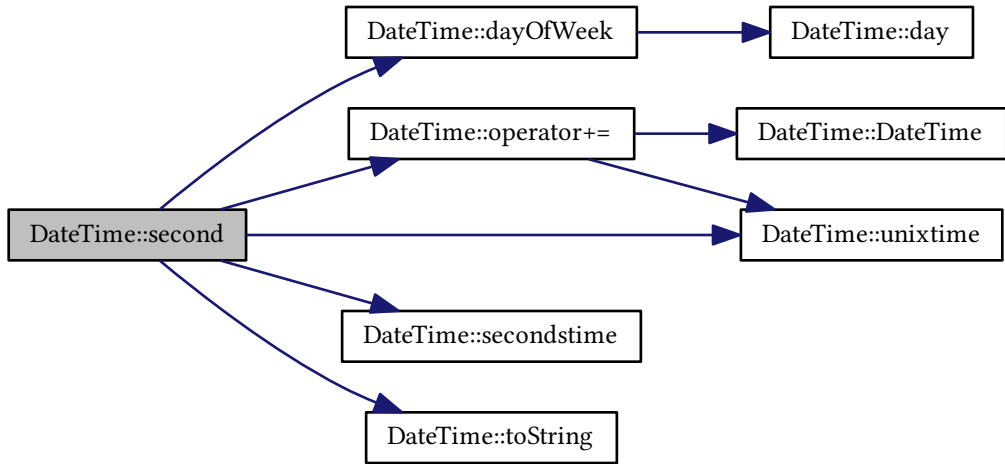 DateTime::dayOfWeek
DateTime::day
DateTime::operator+=
DateTime::DateTime
DateTime::second
DateTime::unixtime
DateTime::secondstime
DateTime::toString